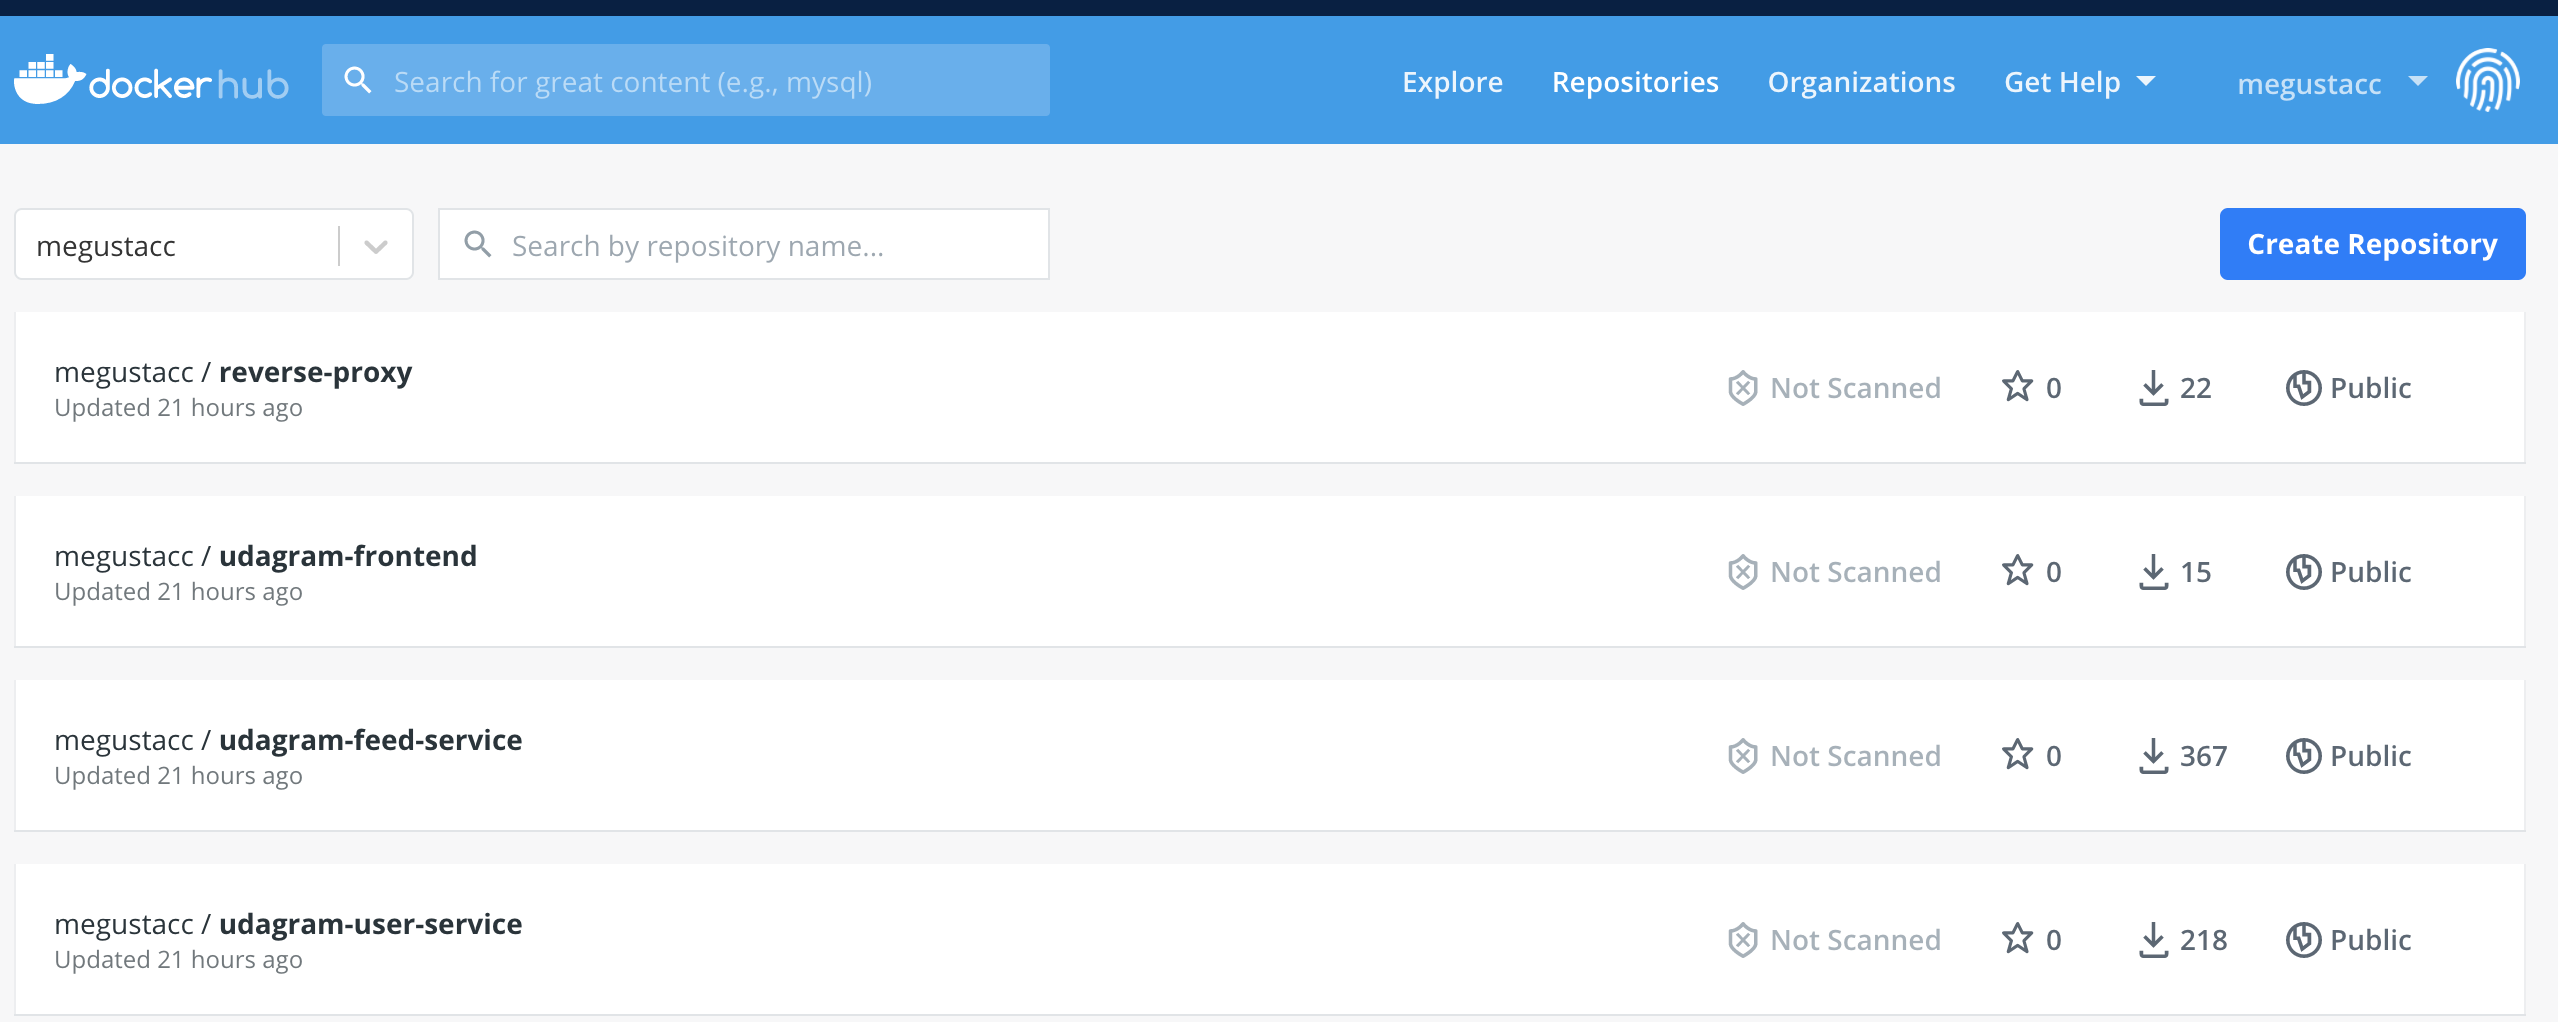 docker hub
Search for great content (e.g., mysql)
Explore Repositories Organizations Get Help megustacc
megustacc
Search by repository name...
Create Repository
megustacc / reverse-proxy
Updated 21 hours ago
Not Scanned 0 22 Public
megustacc / udagram-frontend
Updated 21 hours ago
Not Scanned 0 15 Public
megustacc / udagram-feed-service
Updated 21 hours ago
Not Scanned 0 367 Public
megustacc / udagram-user-service
Updated 21 hours ago
Not Scanned 0 218 Public